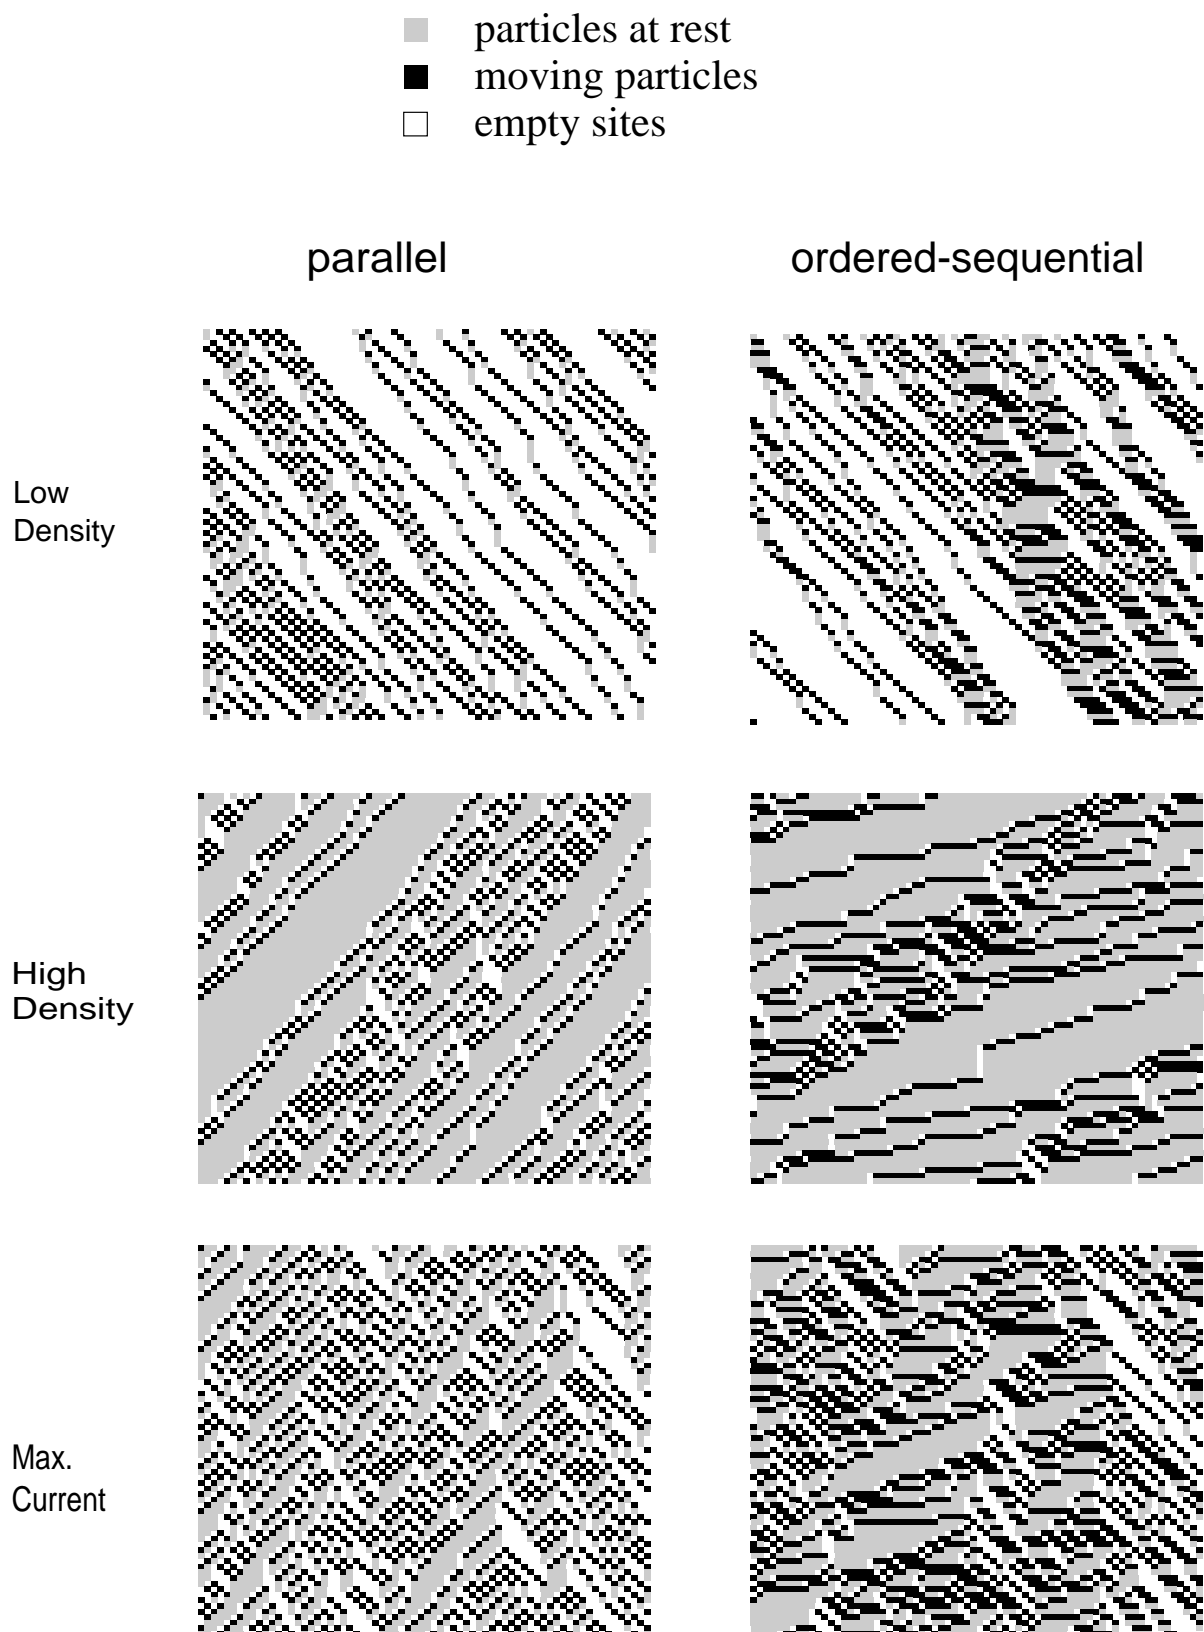 particles at rest
moving particles
empty sites
parallel
ordered-sequential
Low
Density
High
Density
Max.
Current